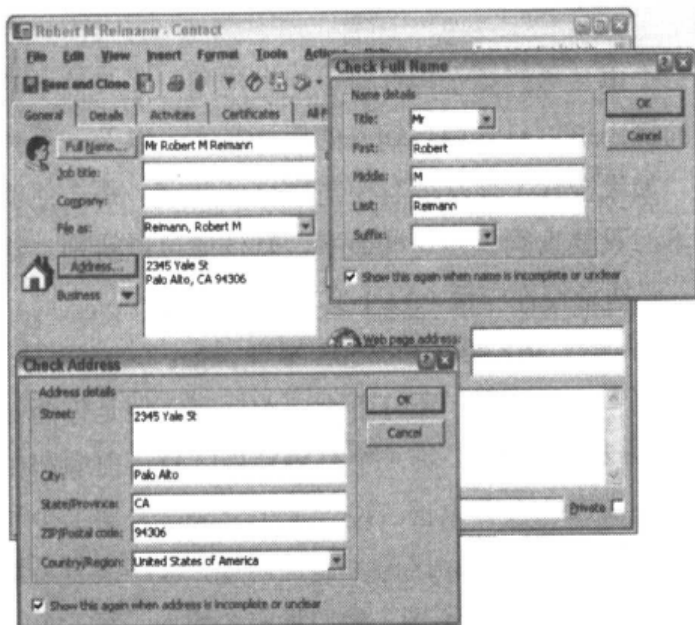 Robert M Reimann - Contact
File Edit View Insert Format Tools
Save and Close
General Details Activities Certificates
Full Name... Mr Robert M Reimann
Job title:
Company:
File as: Reimann, Robert M
Address... 2345 Yale St
Palo Alto, CA 94306
Business
Web page address:
Private
Check Full Name
Name details
Title: Mr
First: Robert
Middle: M
Last: Reimann
Suffix:
OK
Cancel
Show this again when name is incomplete or unclear
Check Address
Address details
Street: 2345 Yale St
City: Palo Alto
State/Province: CA
ZIP/Postal code: 94306
Country/Region: United States of America
OK
Cancel
Show this again when address is incomplete or unclear